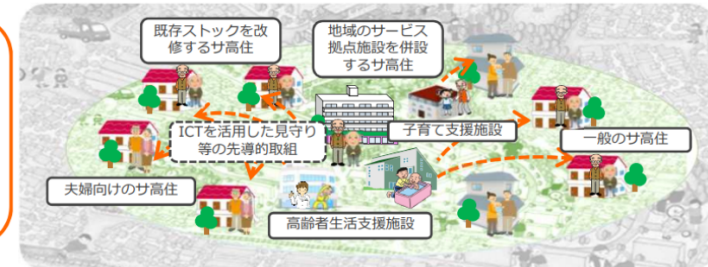 既存ストックを改
修するサ高住
地域のサービス
拠点施設を併設
するサ高住
ICTを活用した見守り
等の先導的取組
子育て支援施設
一般のサ高住
夫婦向けのサ高住
高齢者生活支援施設